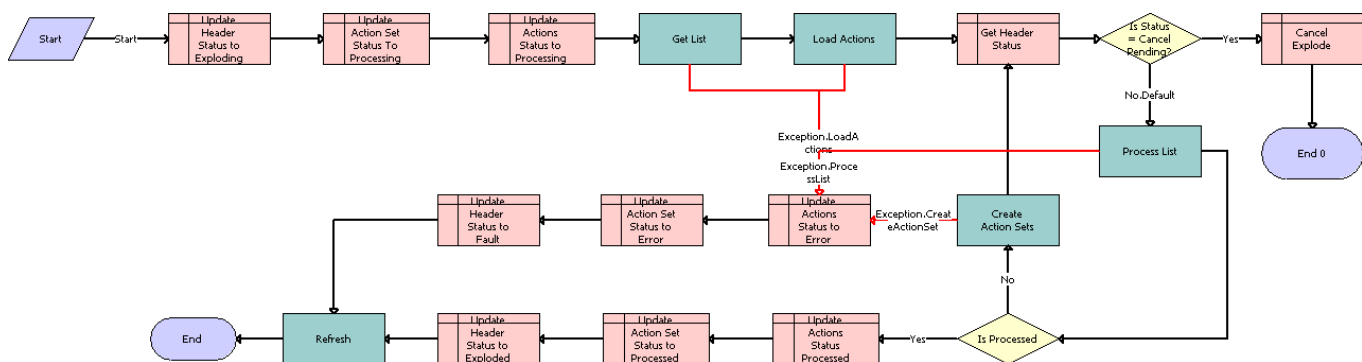 Start
Start
Update
Header
Status to
Exploding
Update
Action Set
Status To
Processing
Update
Actions
Status to
Processing
Get List
Load Actions
Get Header
Status
Is Status
= Cancel
Pending?
Yes
Cancel
Explode
No.Default
Exception.LoadA
ctions
Process List
End 0
Exception.Proce
ssList
Update
Header
Status to
Fault
Update
Action Set
Status to
Error
Update
Actions
Status to
Error
Exception.Creat
eActionSet
Create
Action Sets
No
End
Refresh
Update
Header
Status to
Exploded
Update
Action Set
Status to
Processed
Update
Actions
Status
Processed
Yes
Is Processed